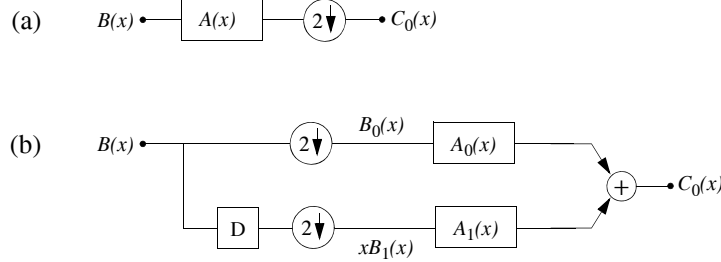 (a) B(x) A(x) 2 C₀(x)
(b) B(x) 2 B₀(x) A₀(x)
+ C₀(x)
D 2 xB₁(x) A₁(x)